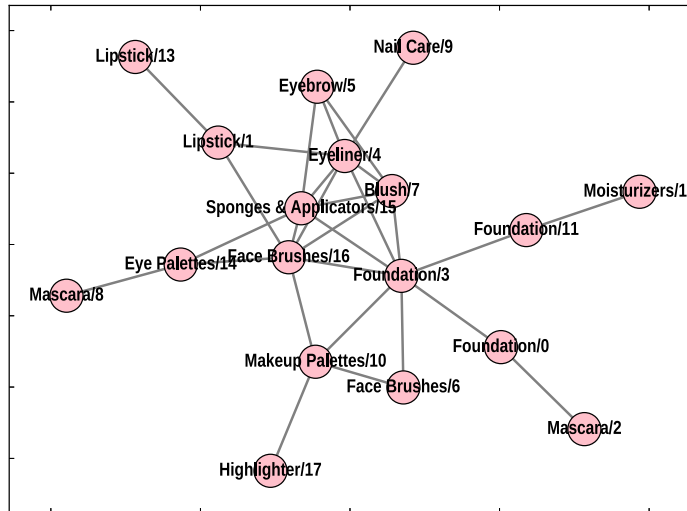 Nail Care/9
Lipstick/13
Eyebrow/5
Lipstick/1
Eyeliner/4
Blush/7
Moisturizers/1
Sponges & Applicators/15
Foundation/11
Face Brushes/16
Eye Palettes/14
Foundation/3
Mascara/8
Foundation/0
Makeup Palettes/10
Face Brushes/6
Mascara/2
Highlighter/17